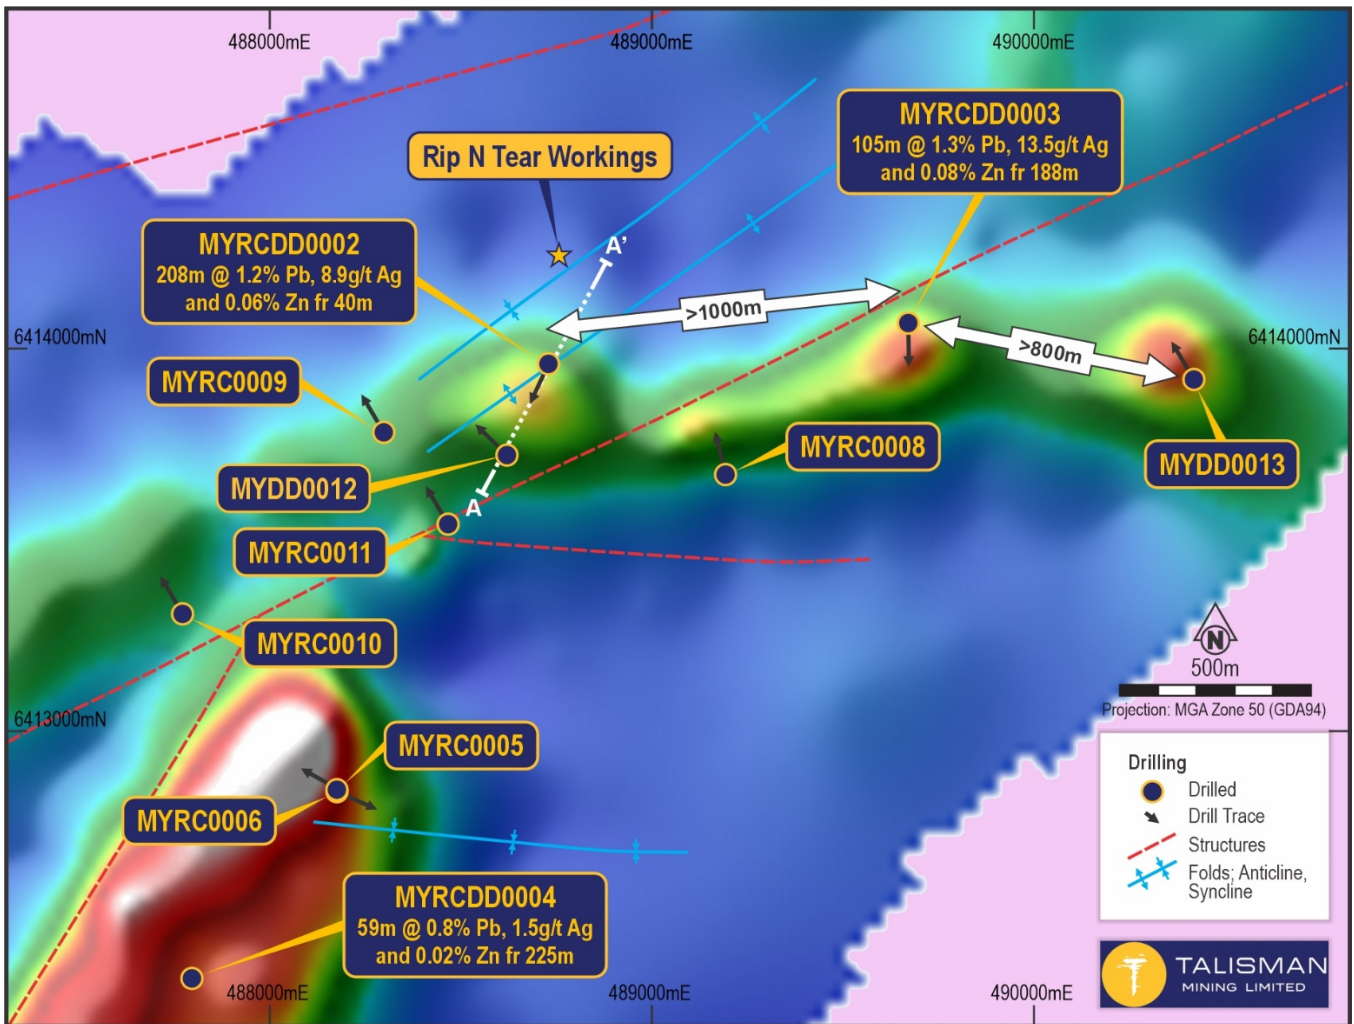 488000mE
489000mE
490000mE
MYRCDD0003
105m @ 1.3% Pb, 13.5g/t Ag
and 0.08% Zn fr 188m
Rip N Tear Workings
MYRCDD0002
208m @ 1.2% Pb, 8.9g/t Ag
and 0.06% Zn fr 40m
A'
>1000m
6414000mN
6414000mN
>800m
MYRC0009
MYRC0008
MYDD0013
MYDD0012
A
MYRC0011
MYRC0010
N
500m
Projection: MGA Zone 50 (GDA94)
6413000mN
MYRC0005
MYRC0006
Drilling
Drilled
Drill Trace
Structures
Folds; Anticline,
Syncline
MYRCDD0004
59m @ 0.8% Pb, 1.5g/t Ag
and 0.02% Zn fr 225m
TALISMAN
MINING LIMITED
488000mE
489000mE
490000mE